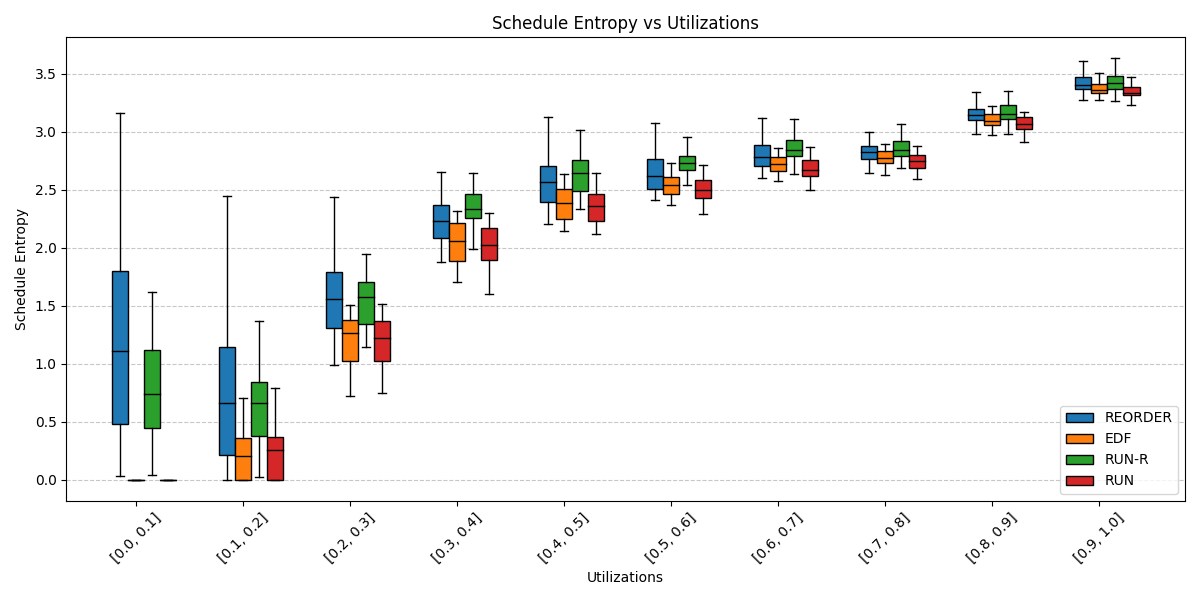 Schedule Entropy vs Utilizations
Schedule Entropy
3.5
3.0
2.5
2.0
1.5
1.0
0.5
0.0
REORDER
EDF
RUN-R
RUN
[0.0, 0.1]
[0.1, 0.2]
[0.2, 0.3]
[0.3, 0.4]
[0.4, 0.5]
[0.5, 0.6]
[0.6, 0.7]
[0.7, 0.8]
[0.8, 0.9]
[0.9, 1.0]
Utilizations